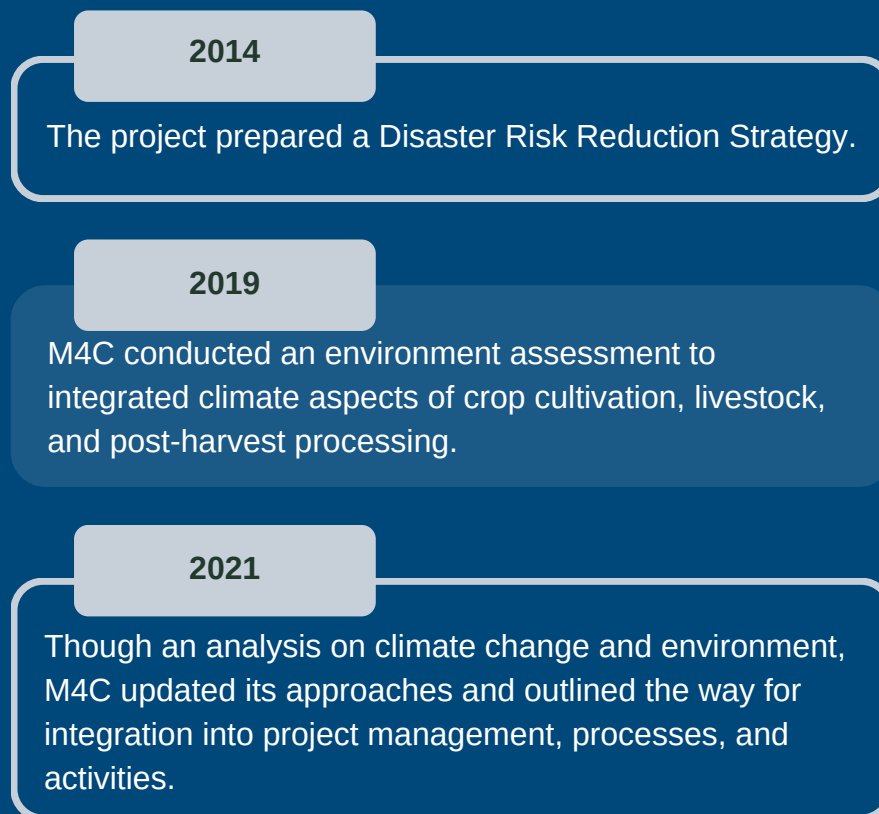 2014
The project prepared a Disaster Risk Reduction Strategy.
2019
M4C conducted an environment assessment to
integrated climate aspects of crop cultivation, livestock,
and post-harvest processing.
2021
Though an analysis on climate change and environment,
M4C updated its approaches and outlined the way for
integration into project management, processes, and
activities.